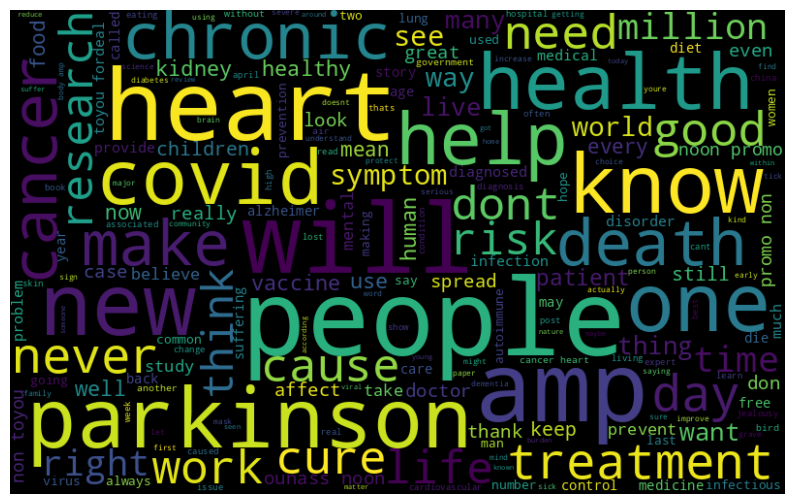 eating
severe
around
using
without
lung
two
many
hospital
getting
reduce
chronic
need
million
food
called
see
used
diet
even
great
kidney
healthy
story
way
government
medical
heart
health
research
cancer
toyou fordeal
science
april
diabetes
review
doesnt
thats
age
increase
today
youre
find
china
suffer
body amp
brain
look
live
often
women
help
prevention
air
understand
provide
children
mean
world
good
read
protect
every
noon promo
covid
symptom
diagnosed
got
home
choice
within
know
book
major
high
diagnosis
serious
hope
kind
now
really
alzheimer
human
dont
disorder
associated
community
lost
mental
making
condition
risk
death
cant
year
make
will
infection
promo non
sign
early
person
case
believe
vaccine
use
say
spread
patient
still
problem
skin
new
think
suffering
word
actually
may
much
people
one
post
nature
die
common
change
according
show
autoimmune
never
study
cause
young
might
cancer heart
living
thing
time
care
expert
saying
best
going
back
well
affect
take
doctor
amp
day
don
another
dementia
learn
free
family
viral
paper
jealousy
parkinson
week
mask
seen
sure
improve
want
non toyou
let
first
caused
real
thank
keep
prevent
bird
man
last
grave
right
work
cure
life
mind
known
treatment
ounass noon
virus
always
issue
matter
cardiovascular
number
sick
control
medicine
infectious